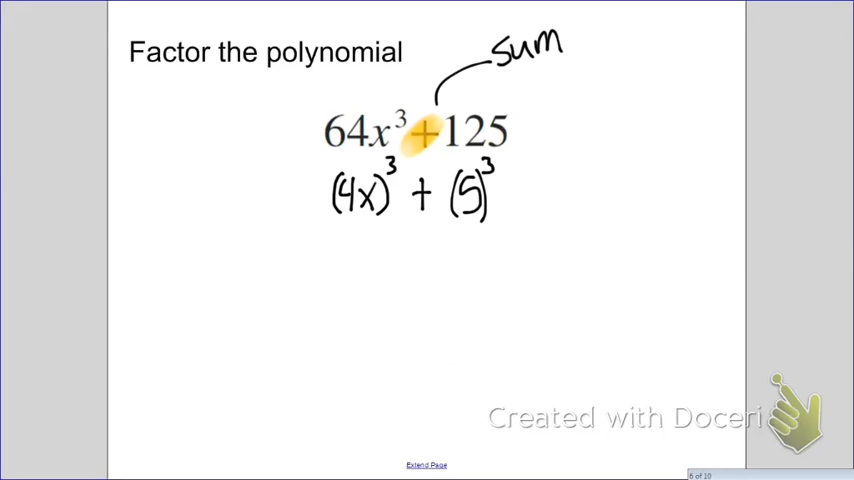 Factor the polynomial
sum
64x³ + 125
(4x)³ + (5)³
Created with Doceri
Extend Page
6 of 10